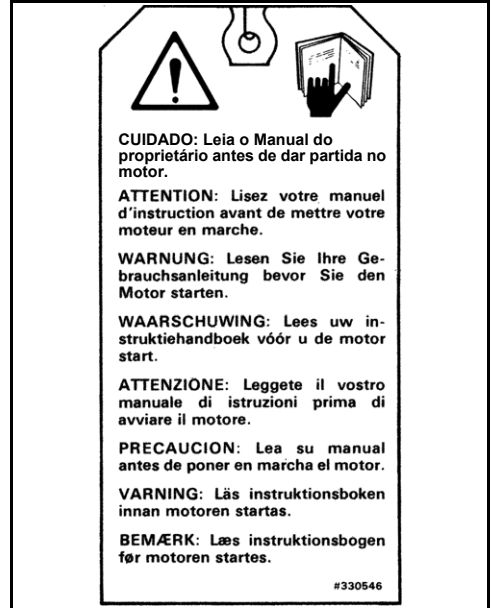 CUIDADO: Leia o Manual do
proprietário antes de dar partida no
motor.
ATTENTION: Lisez votre manuel
d'instruction avant de mettre votre
moteur en marche.
WARNUNG: Lesen Sie Ihre Ge-
brauchsanleitung bevor Sie den
Motor starten.
WAARSCHUWING: Lees uw in-
struktiehandboek vóór u de motor
start.
ATTENZIONE: Leggete il vostro
manuale di istruzioni prima di
avviare il motore.
PRECAUCION: Lea su manual
antes de poner en marcha el motor.
VARNING: Läs instruktionsboken
innan motoren startas.
BEMÆRK: Læs instruktionsbogen
før motoren startes.
#330546